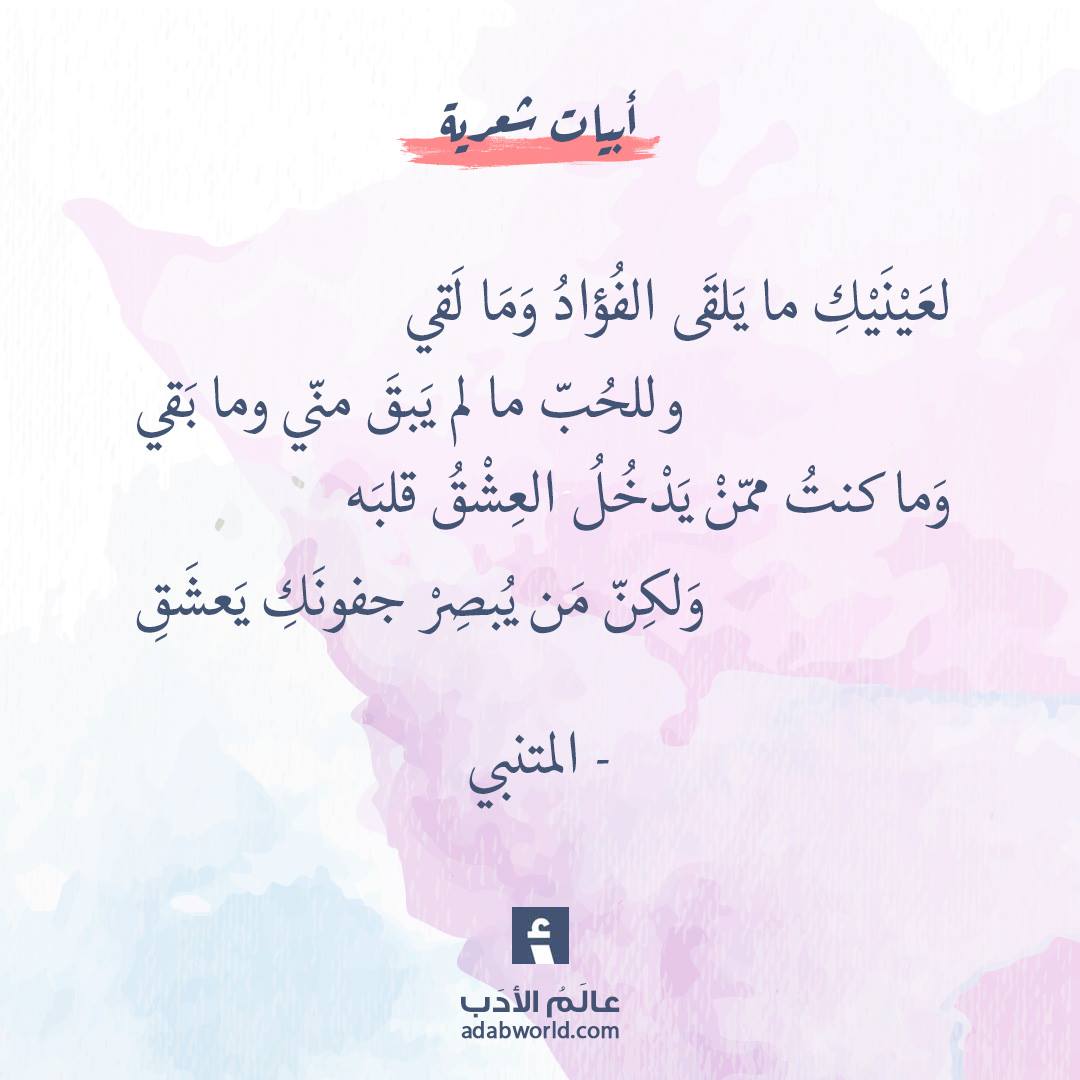 أبيات شعرية
لعَيْنَيْكِ ما يَلقَى الفُؤادُ وَمَا لَقي
وللحُبّ ما لم يَبقَ منّي وما بَقي
وَما كنتُ ممّنْ يَدْخُلُ العِشْقُ قلبَه
وَلكِنّ مَن يُبصِرْ جفونَكِ يَعشَقِ
- المتنبي
أ
عالَمُ الأدَب
adabworld.com